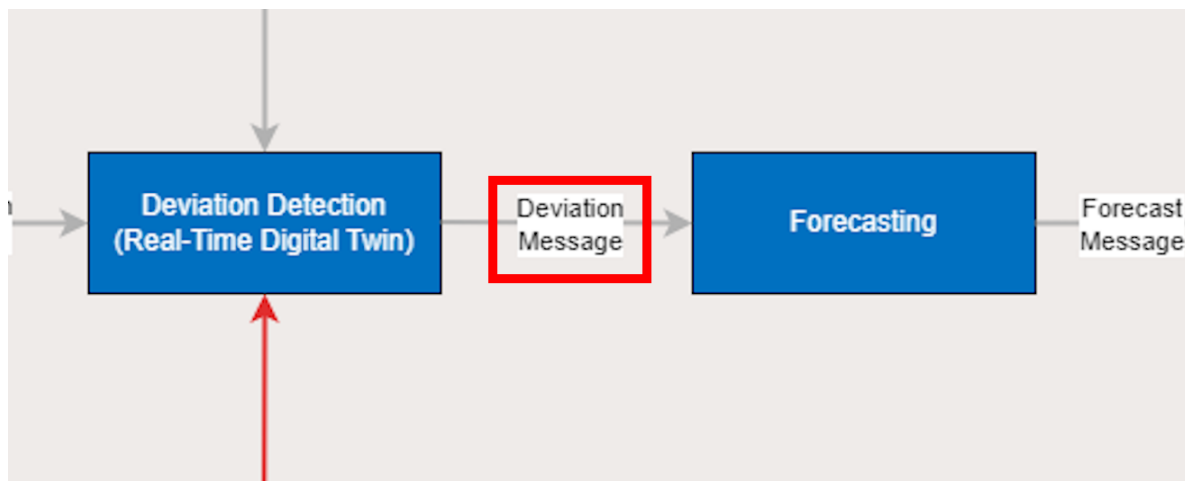 Deviation Detection
(Real-Time Digital Twin)
Deviation
Message
Forecasting
Forecast
Message